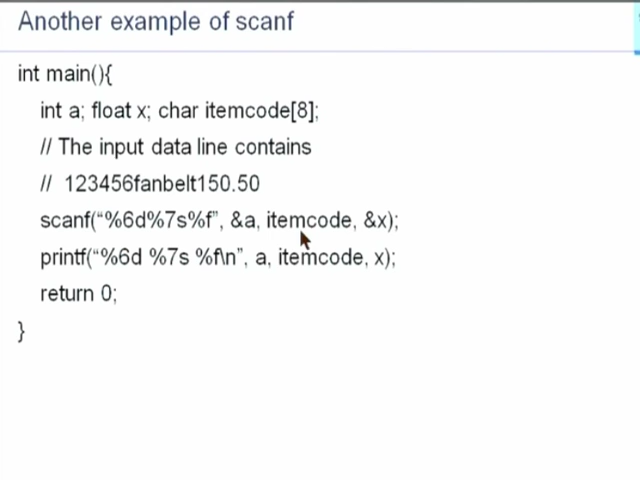 Another example of scanf
int main(){
int a; float x; char itemcode[8];
// The input data line contains
// 123456fanbelt150.50
scanf(“%6d%7s%f”, &a, itemcode, &x);
printf(“%6d %7s %f\n”, a, itemcode, x);
return 0;
}